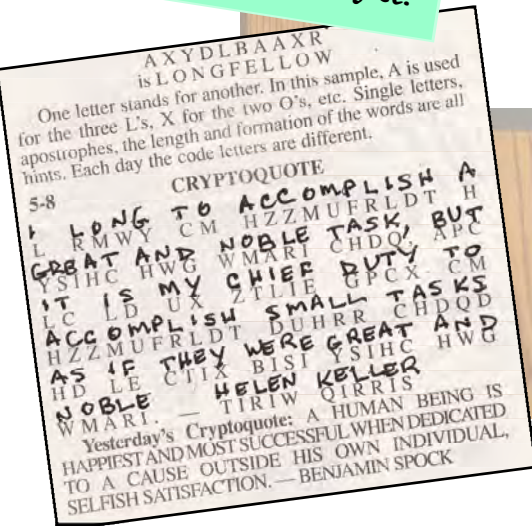 AXYDLBAAXR
is LONGFELLOW
One letter stands for another. In this sample, A is used
for the three L's, X for the two O's, etc. Single letters,
apostrophes, the length and formation of the words are all
hints. Each day the code letters are different.
CRYPTOQUOTE
5-8
I LONG TO ACCOMPLISH A
L RMWY CM HZZMUFRLDT H
GREAT AND NOBLE TASK, BUT
YSIHC HWG WMARI CHDQ, APC
IT IS MY CHIEF DUTY TO
LC LD UX ZTLIE GPCX CM
ACCOMPLISH SMALL TASKS
HZZMUFRLDT DUHRR CHDQD
AS IF THEY WERE GREAT AND
HD LE CTIX BISI YSIHC HWG
NOBLE HELEN KELLER
WMARI. — TIRIW QIRRIS
Yesterday's Cryptoquote: A HUMAN BEING IS
HAPPIEST AND MOST SUCCESSFUL WHEN DEDICATED
TO A CAUSE OUTSIDE HIS OWN INDIVIDUAL,
SELFISH SATISFACTION. — BENJAMIN SPOCK